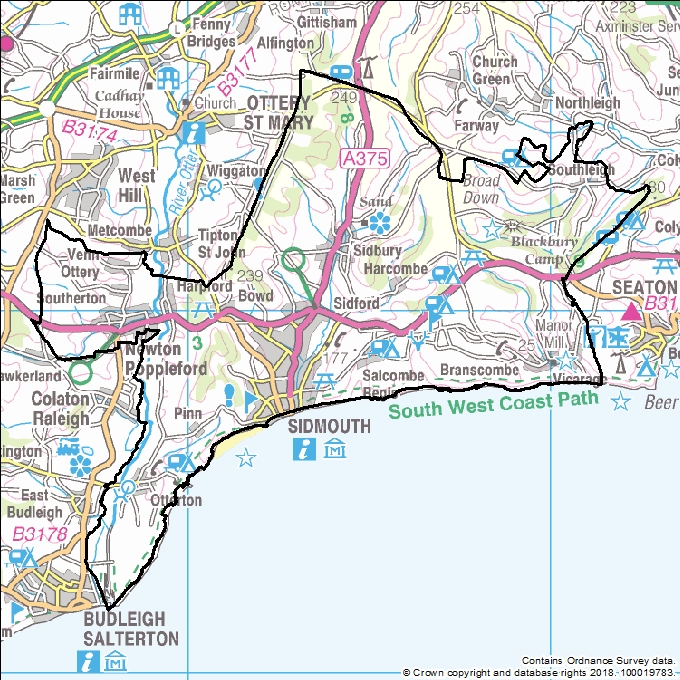 Gittisham
254
Axminster Serv
Fenny
Bridges
Alfington
Church
Green
Fairmile
Cadhay
House
B3177
Church
OTTERY
ST MARY
249
8
Northleigh
Farway
B3174
A375
West
Hill
River Otter
Wiggaton
Southleigh
Marsh
Green
Broad
Down
Sand
Metcombe
Tipton
St John
Sidbury
Harcombe
Blackbury
Camp
Venn
Ottery
239
Southerton
Harpford
Bowd
Sidford
SEATON
3
Newton
Poppleford
177
Manor
Mill
25
awkerland
Salcombe
Regis
Branscombe
Vicarage
Colaton
Raleigh
Pinn
South West Coast Path
Beer
SIDMOUTH
East
Budleigh
Otterton
B3178
BUDLEIGH
SALTERTON
Contains Ordnance Survey data.
© Crown copyright and database rights 2018. 100019783.